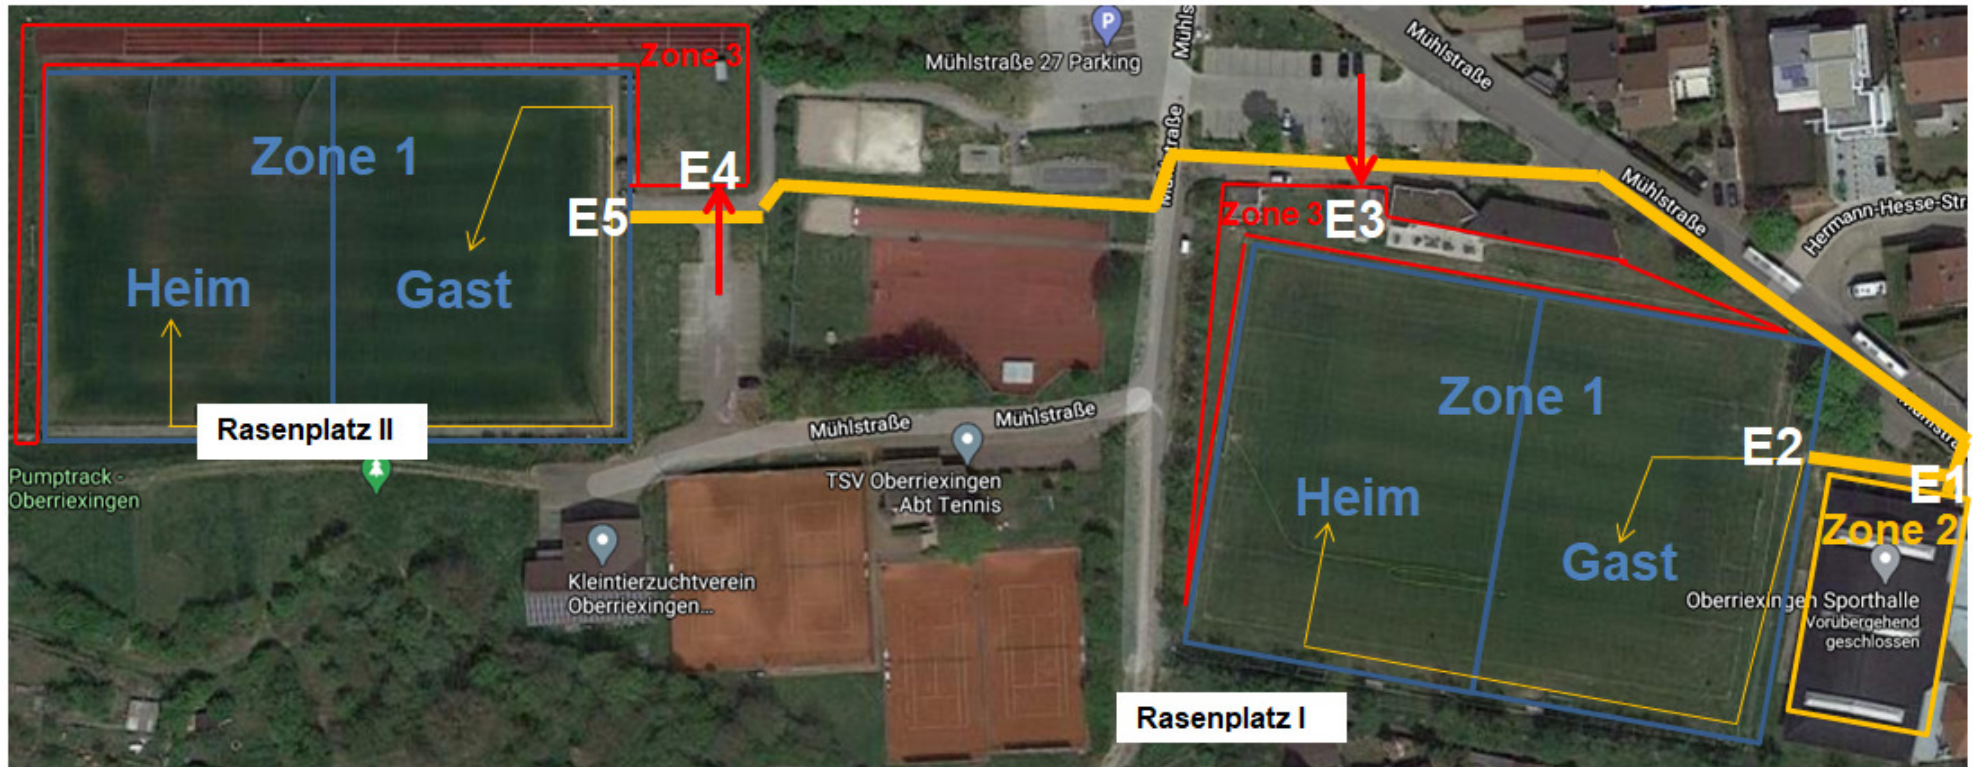 Zone 3
Mühlstraße 27 Parking
P
Mühls
Mühlstraße
Zone 1
E4
E5
Heim
Gast
Mühlstraße
Zone 3
E3
Mühlstraße
Hermann-Hesse-Str
Rasenplatz II
Mühlstraße
Mühlstraße
Pumptrack -
Oberriexingen
TSV Oberriexingen
Abt Tennis
Kleintierzuchtverein
Oberriexingen...
Zone 1
E2
E1
Heim
Gast
Zone 2
Oberriexingen Sporthalle
Vorübergehend
geschlossen
Rasenplatz I